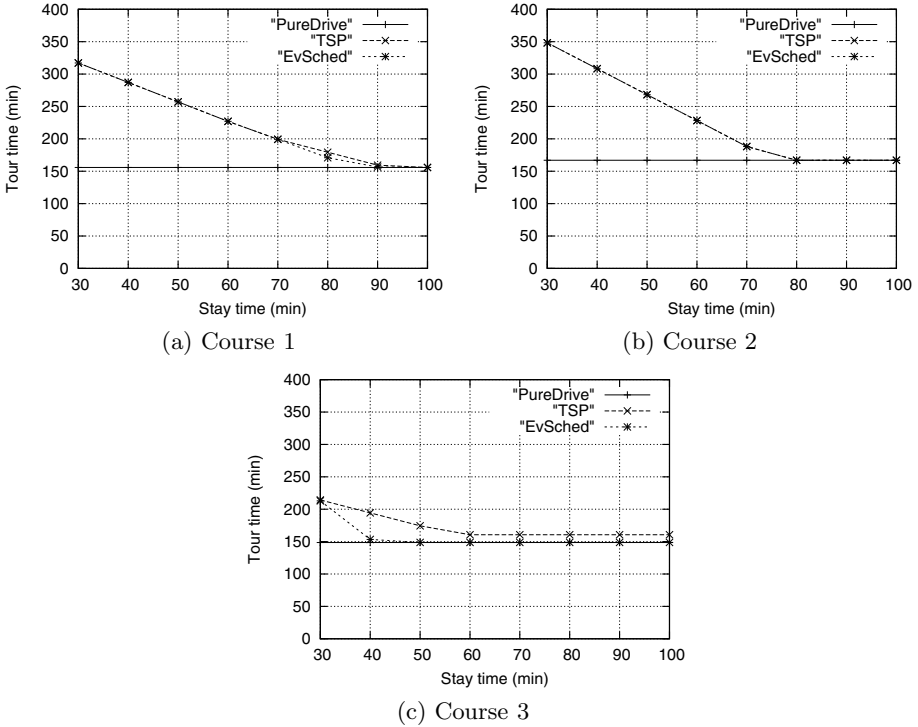 400
350
300
250
200
150
100
50
0
30 40 50 60 70 80 90 100
Tour time (min)
Stay time (min)
"PureDrive"
"TSP"
"EvSched"
(a) Course 1
400
350
300
250
200
150
100
50
0
30 40 50 60 70 80 90 100
Tour time (min)
Stay time (min)
"PureDrive"
"TSP"
"EvSched"
(b) Course 2
400
350
300
250
200
150
100
50
0
30 40 50 60 70 80 90 100
Tour time (min)
Stay time (min)
"PureDrive"
"TSP"
"EvSched"
(c) Course 3